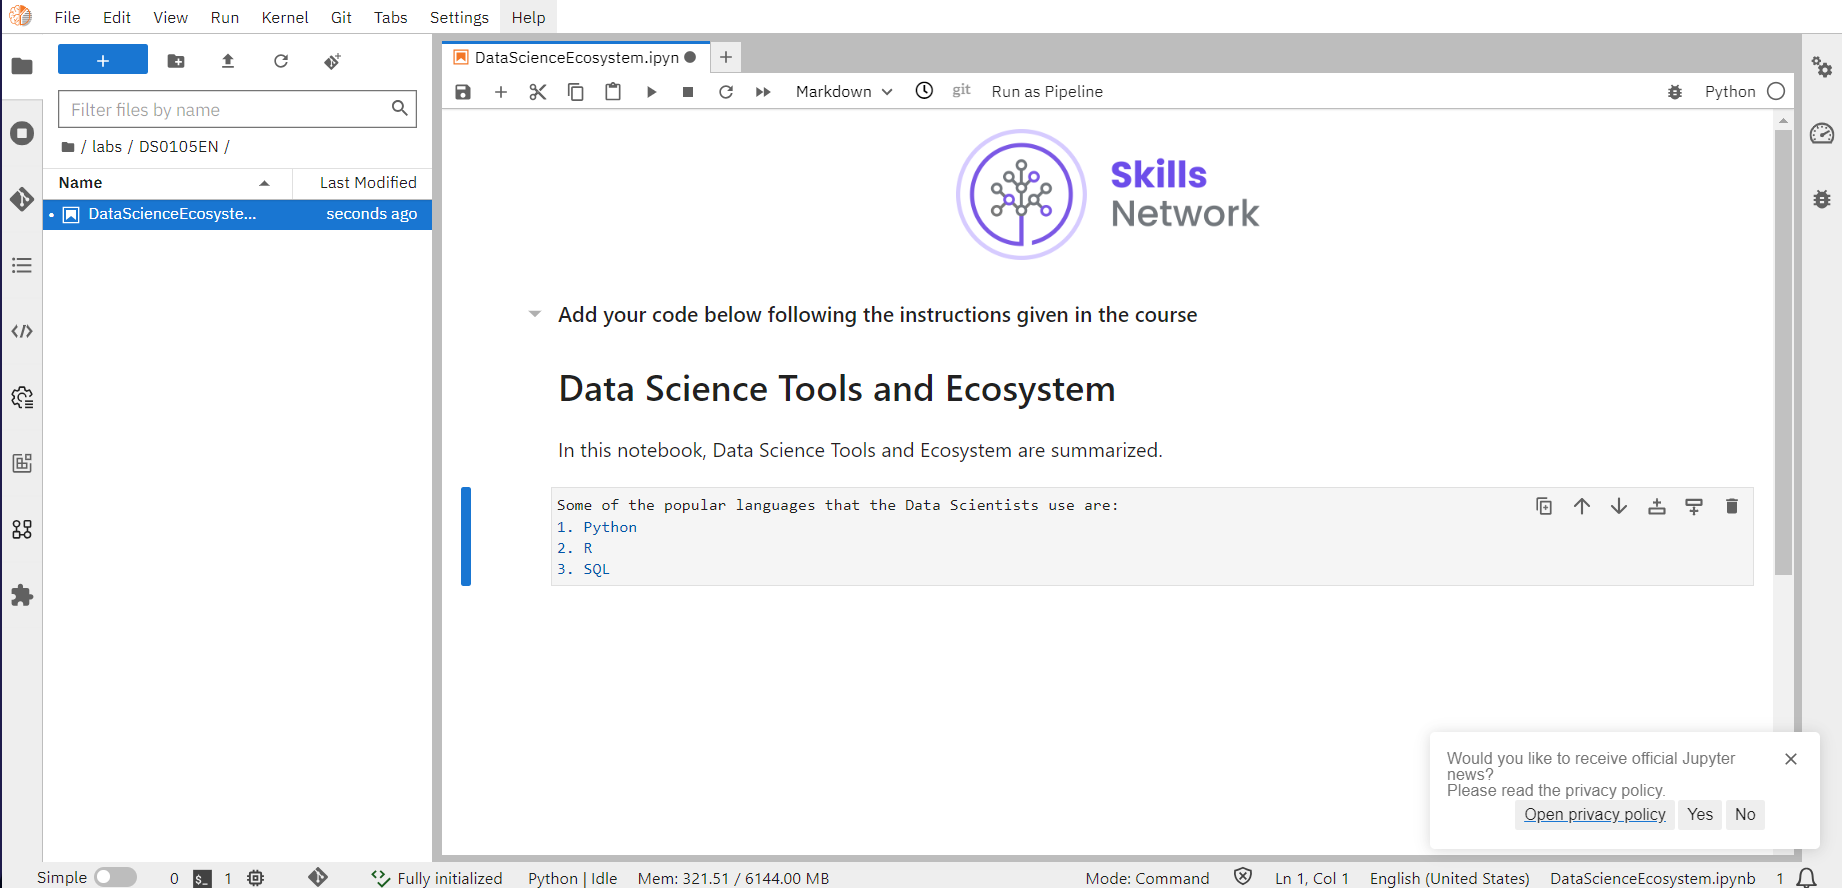 File Edit View Run Kernel Git Tabs Settings Help
Filter files by name
/ labs / DS0105EN /
Name Last Modified
DataScienceEcosyste... seconds ago
DataScienceEcosystem.ipyn
Markdown git Run as Pipeline Python
Skills
Network
Add your code below following the instructions given in the course
Data Science Tools and Ecosystem
In this notebook, Data Science Tools and Ecosystem are summarized.
Some of the popular languages that the Data Scientists use are:
1. Python
2. R
3. SQL
Would you like to receive official Jupyter
news?
Please read the privacy policy.
Open privacy policy Yes No
Simple 0 $_ 1 Fully initialized Python | Idle Mem: 321.51 / 6144.00 MB Mode: Command Ln 1, Col 1 English (United States) DataScienceEcosystem.ipynb 1